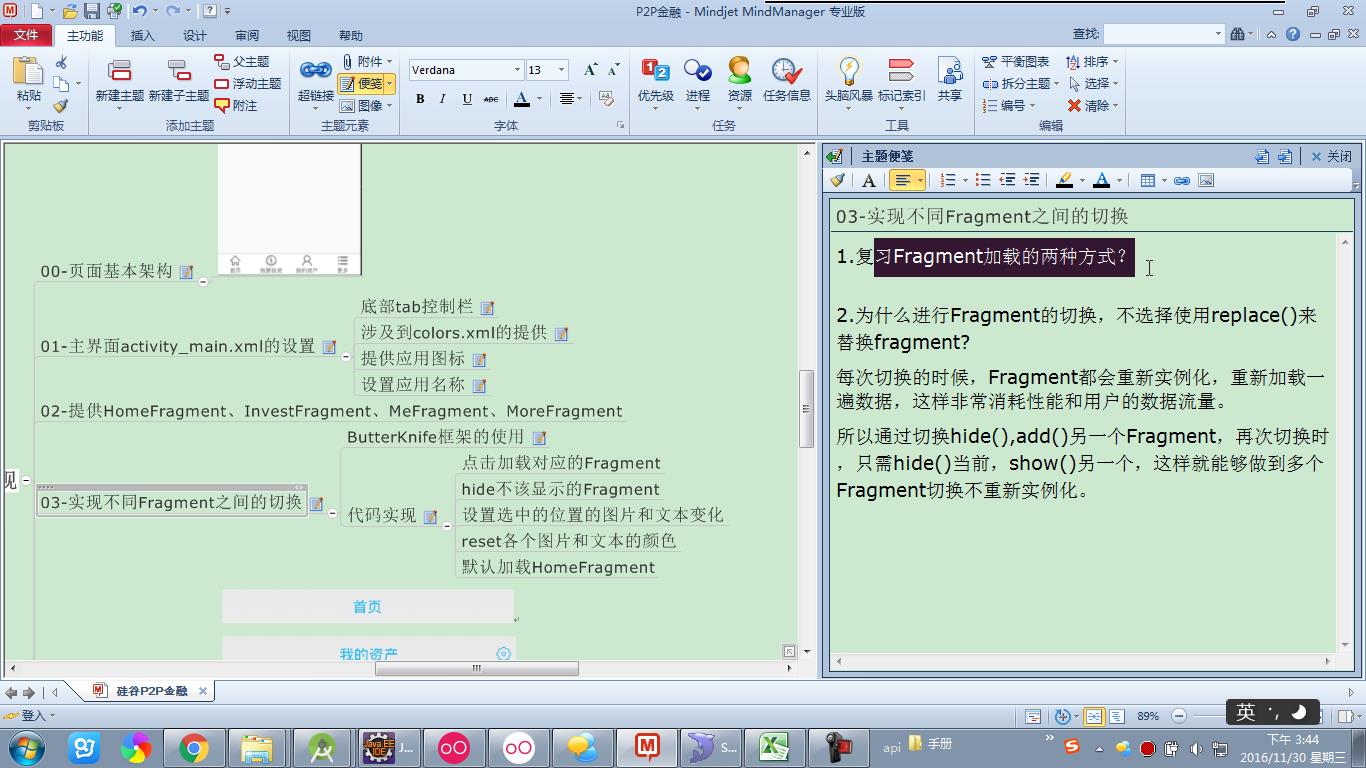 P2P金融 - Mindjet MindManager 专业版
文件 主功能 插入 设计 审阅 视图 帮助 查找:
粘贴 新建主题 新建子主题 父主题 浮动主题 附注 超链接 附件 便笺 图像 Verdana 13 优先级 进程 资源 任务信息 头脑风暴 标记索引 共享 平衡图表 拆分主题 编号 排序 选择 清除
B I U ABC A
剪贴板 添加主题 主题元素 字体 任务 工具 编辑
00-页面基本架构
01-主界面activity_main.xml的设置
底部tab控制栏
涉及到colors.xml的提供
提供应用图标
设置应用名称
02-提供HomeFragment、InvestFragment、MeFragment、MoreFragment
03-实现不同Fragment之间的切换
ButterKnife框架的使用
代码实现
点击加载对应的Fragment
hide不该显示的Fragment
设置选中的位置的图片和文本变化
reset各个图片和文本的颜色
默认加载HomeFragment
首页
我的资产
主题便笺 关闭
03-实现不同Fragment之间的切换
1.复习Fragment加载的两种方式?
2.为什么进行Fragment的切换，不选择使用replace()来
替换fragment?
每次切换的时候，Fragment都会重新实例化，重新加载一
遍数据，这样非常消耗性能和用户的数据流量。
所以通过切换hide(),add()另一个Fragment，再次切换时
，只需hide()当前，show()另一个，这样就能够做到多个
Fragment切换不重新实例化。
硅谷P2P金融
登入 89% 英
J... S... api 手册
下午 3:44
2016/11/30 星期三